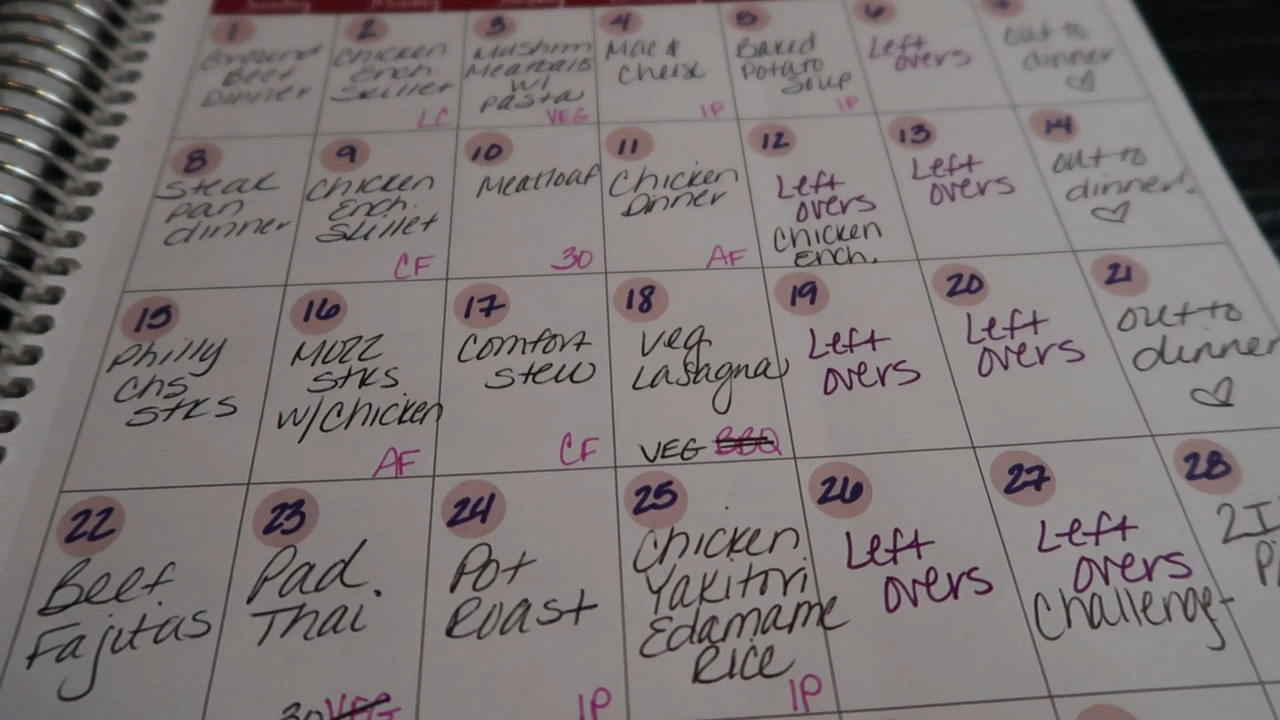 1
Ground
Beef
Dinner
2
Chicken
Ench.
Skillet
LC
3
Mushrm
Meatballs
w/
pasta
VEG
4
Mac &
Cheese
IP
5
Baked
Potato
Soup
IP
6
Left
overs
7
out to
dinner
8
Steak
pan
dinner
9
Chicken
Ench.
Skillet
CF
10
Meatloaf
30
11
Chicken
Dinner
AF
12
Left
overs
Chicken
Ench.
13
Left
overs
14
out to
dinner!
15
Philly
Chs
stks
16
Mozz
stks
w/Chicken
AF
17
Comfort
stew
CF
18
Veg
Lasagna
VEG BBQ
19
Left
overs
20
Left
overs
21
out to
dinner
22
Beef
Fajitas
23
Pad.
Thai
30 VEG
24
Pot
Roast
IP
25
Chicken
Yakitori
Edamame
Rice
IP
26
Left
overs
27
Left
overs
Challenge
28